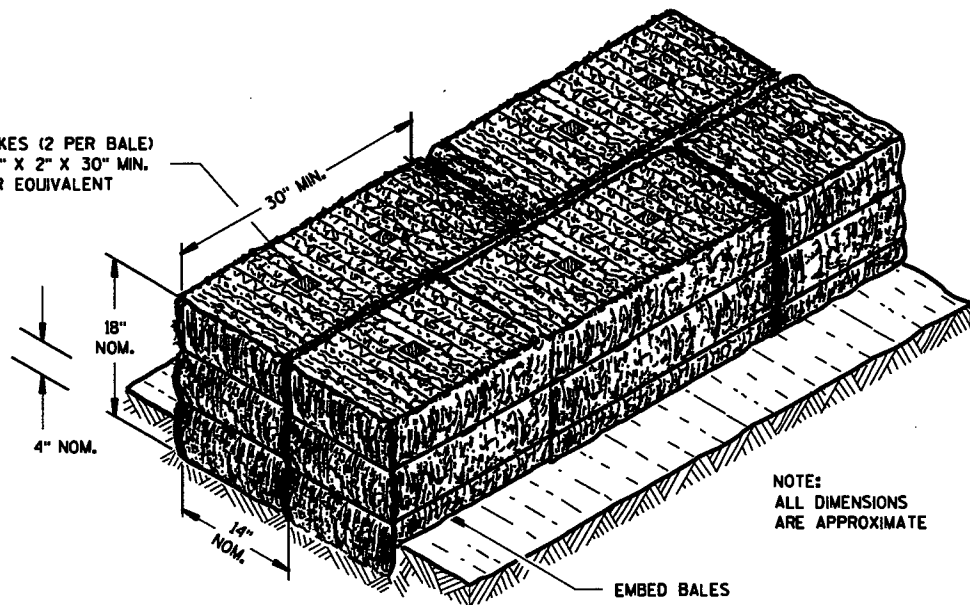 KES (2 PER BALE)
" X 2" X 30" MIN.
R EQUIVALENT
30" MIN.
18"
NOM.
4" NOM.
14"
NOM.
NOTE:
ALL DIMENSIONS
ARE APPROXIMATE
EMBED BALES